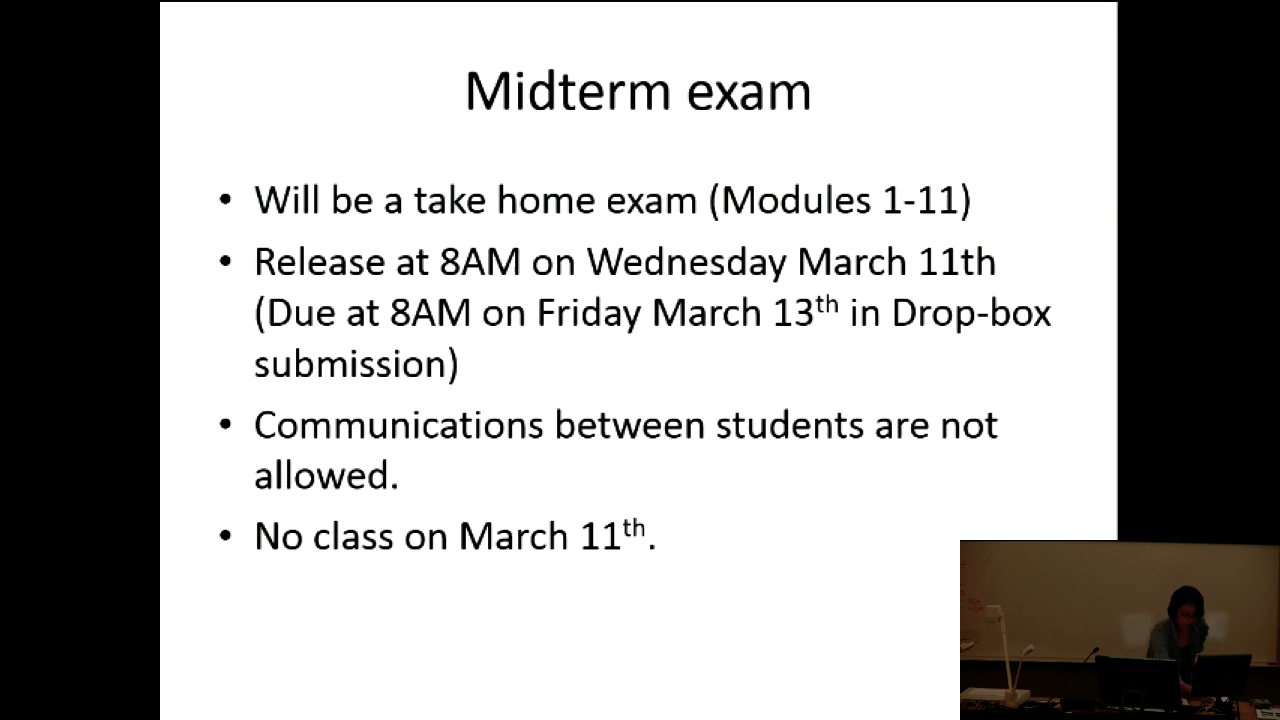 Midterm exam
• Will be a take home exam (Modules 1-11)
• Release at 8AM on Wednesday March 11th
(Due at 8AM on Friday March 13th in Drop-box
submission)
• Communications between students are not
allowed.
• No class on March 11th.